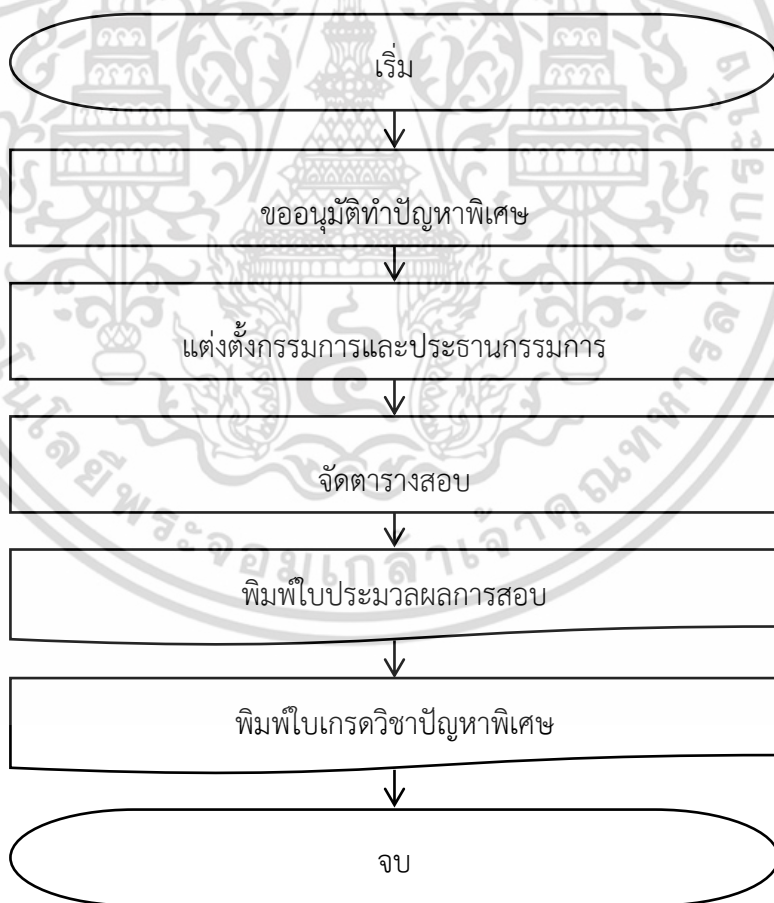 เริ่ม
ขออนุมัติทำปัญหาพิเศษ
แต่งตั้งกรรมการและประธานกรรมการ
จัดตารางสอบ
พิมพ์ใบประมวลผลการสอบ
พิมพ์ใบเกรดวิชาปัญหาพิเศษ
จบ